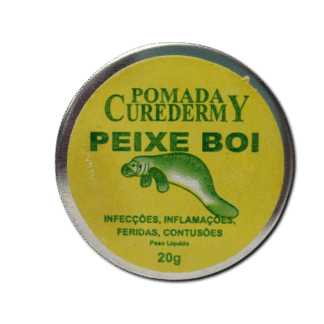 POMADA
CUREDERMY
PEIXE BOI
INFECÇÕES, INFLAMAÇÕES,
FERIDAS, CONTUSÕES
Peso Líquido
20g